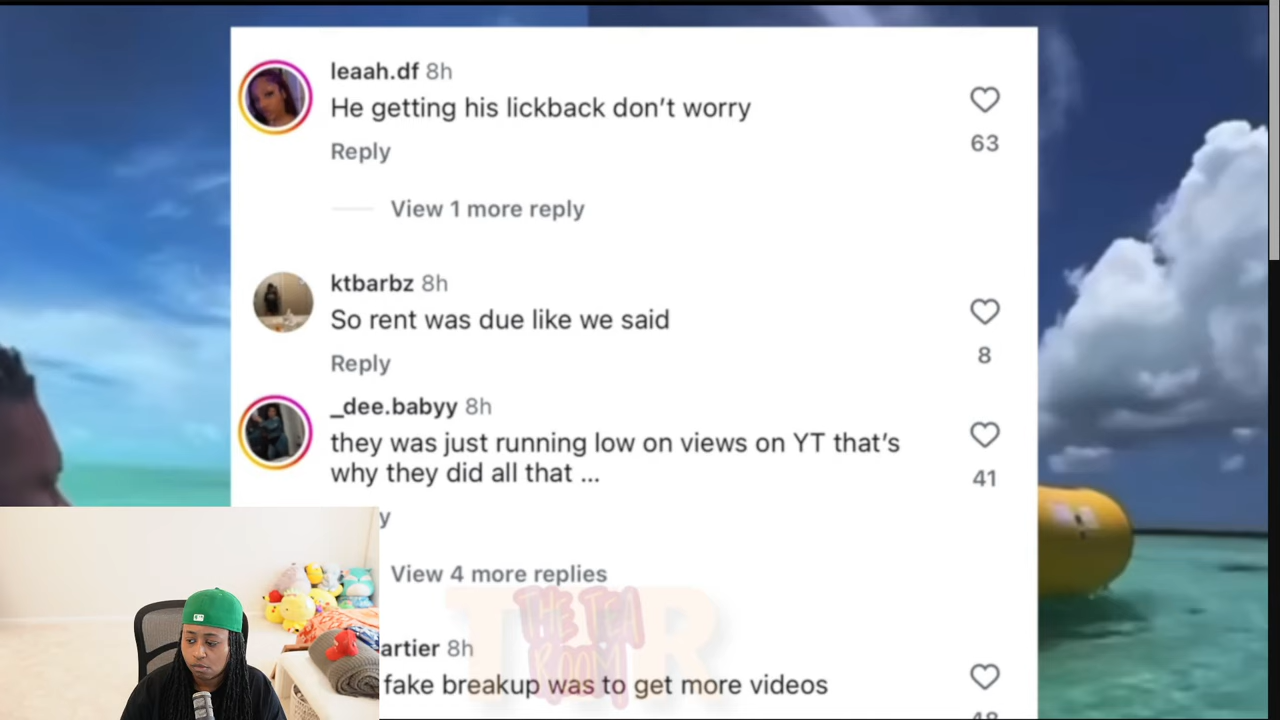 leaah.df 8h
He getting his lickback don’t worry
63
Reply
View 1 more reply
ktbarbz 8h
So rent was due like we said
8
Reply
_dee.babyy 8h
they was just running low on views on YT that’s
why they did all that ...
41
y
View 4 more replies
THE TEA
ROOM
artier 8h
fake breakup was to get more videos